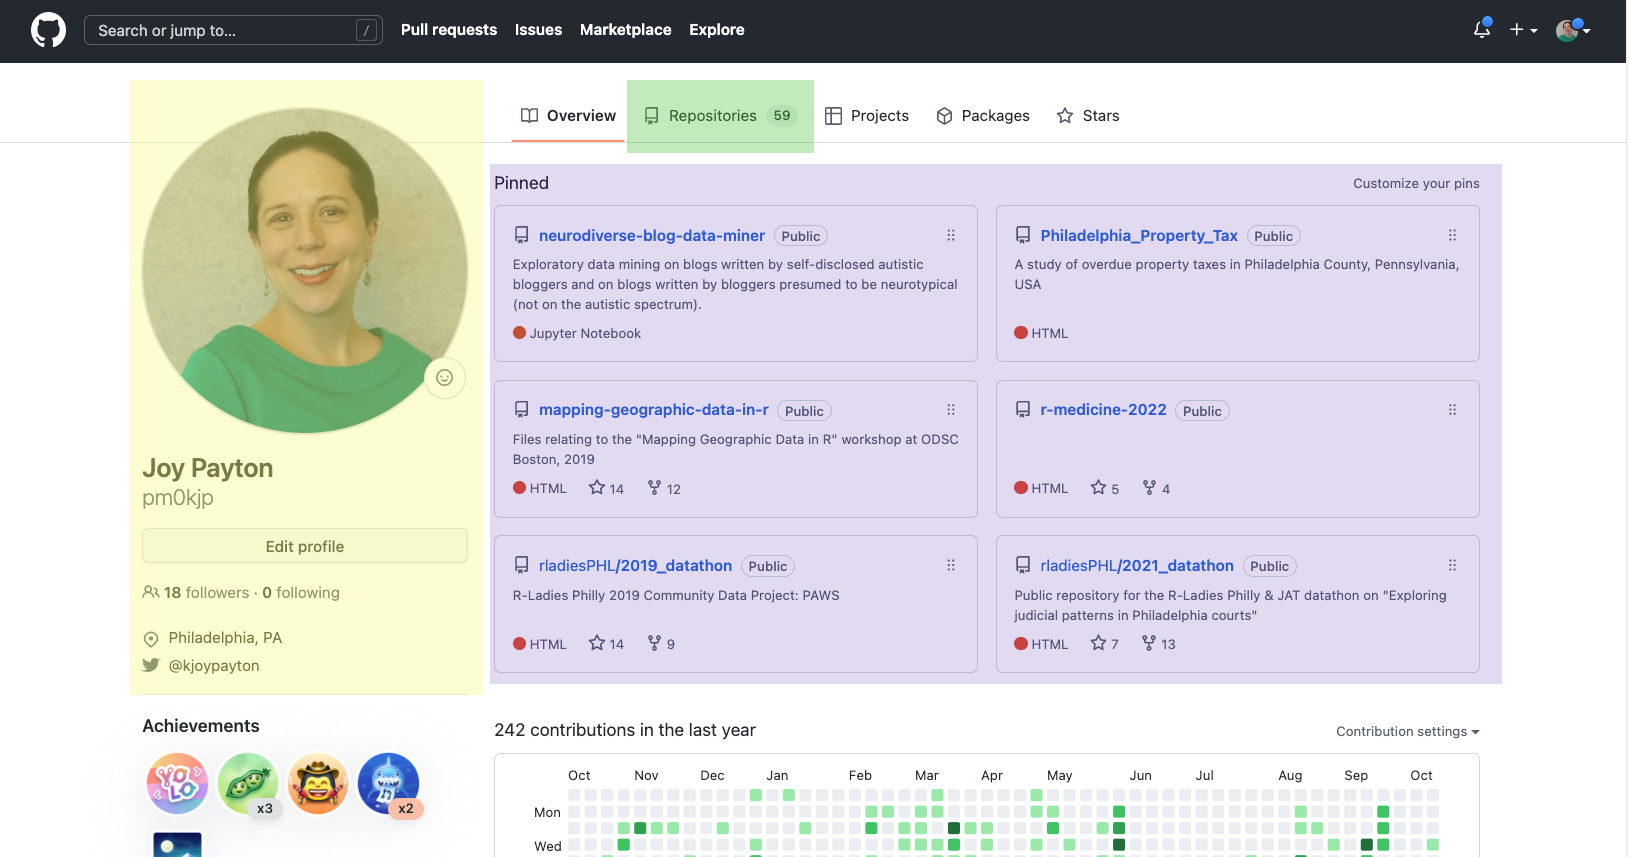 Search or jump to... /
Pull requests
Issues
Marketplace
Explore
Overview
Repositories 59
Projects
Packages
Stars
Joy Payton
pm0kjp
Edit profile
18 followers · 0 following
Philadelphia, PA
@kjoypayton
Achievements
YOLO
x3
x2
Pinned
Customize your pins
neurodiverse-blog-data-miner Public
Exploratory data mining on blogs written by self-disclosed autistic
bloggers and on blogs written by bloggers presumed to be neurotypical
(not on the autistic spectrum).
Jupyter Notebook
Philadelphia_Property_Tax Public
A study of overdue property taxes in Philadelphia County, Pennsylvania,
USA
HTML
mapping-geographic-data-in-r Public
Files relating to the "Mapping Geographic Data in R" workshop at ODSC
Boston, 2019
HTML 14 12
r-medicine-2022 Public
HTML 5 4
rladiesPHL/2019_datathon Public
R-Ladies Philly 2019 Community Data Project: PAWS
HTML 14 9
rladiesPHL/2021_datathon Public
Public repository for the R-Ladies Philly & JAT datathon on "Exploring
judicial patterns in Philadelphia courts"
HTML 7 13
242 contributions in the last year
Contribution settings
Oct Nov Dec Jan Feb Mar Apr May Jun Jul Aug Sep Oct
Mon
Wed